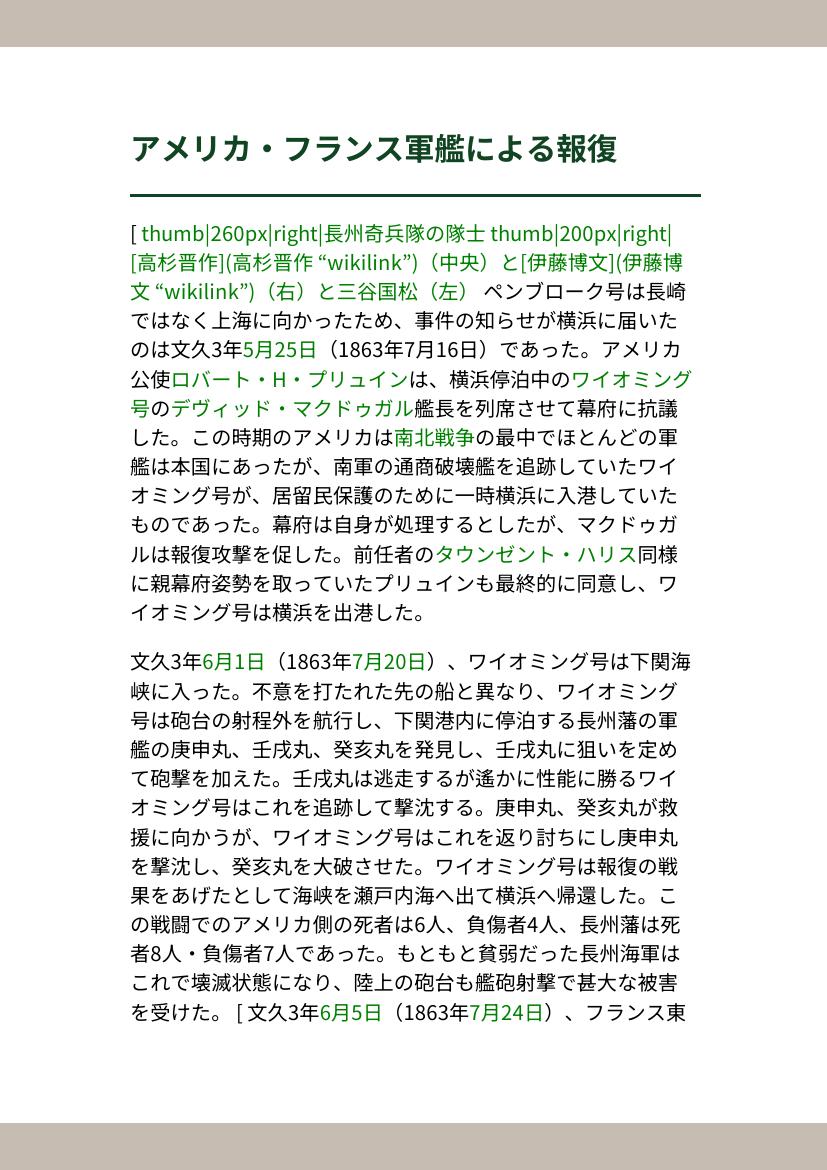 アメリカ・フランス軍艦による報復
[ thumb|260px|right|長州奇兵隊の隊士 thumb|200px|right|
[高杉晋作](高杉晋作 “wikilink”)（中央）と[伊藤博文](伊藤博
文 “wikilink”)（右）と三谷国松（左） ペンブローク号は長崎
ではなく上海に向かったため、事件の知らせが横浜に届いた
のは文久3年5月25日（1863年7月16日）であった。アメリカ
公使ロバート・H・プリュインは、横浜停泊中のワイオミング
号のデヴィッド・マクドゥガル艦長を列席させて幕府に抗議
した。この時期のアメリカは南北戦争の最中でほとんどの軍
艦は本国にあったが、南軍の通商破壊艦を追跡していたワイ
オミング号が、居留民保護のために一時横浜に入港していた
ものであった。幕府は自身が処理するとしたが、マクドゥガ
ルは報復攻撃を促した。前任者のタウンゼント・ハリス同様
に親幕府姿勢を取っていたプリュインも最終的に同意し、ワ
イオミング号は横浜を出港した。
文久3年6月1日（1863年7月20日）、ワイオミング号は下関海
峡に入った。不意を打たれた先の船と異なり、ワイオミング
号は砲台の射程外を航行し、下関港内に停泊する長州藩の軍
艦の庚申丸、壬戌丸、癸亥丸を発見し、壬戌丸に狙いを定め
て砲撃を加えた。壬戌丸は逃走するが遙かに性能に勝るワイ
オミング号はこれを追跡して撃沈する。庚申丸、癸亥丸が救
援に向かうが、ワイオミング号はこれを返り討ちにし庚申丸
を撃沈し、癸亥丸を大破させた。ワイオミング号は報復の戦
果をあげたとして海峡を瀬戸内海へ出て横浜へ帰還した。こ
の戦闘でのアメリカ側の死者は6人、負傷者4人、長州藩は死
者8人・負傷者7人であった。もともと貧弱だった長州海軍は
これで壊滅状態になり、陸上の砲台も艦砲射撃で甚大な被害
を受けた。 [ 文久3年6月5日（1863年7月24日）、フランス東